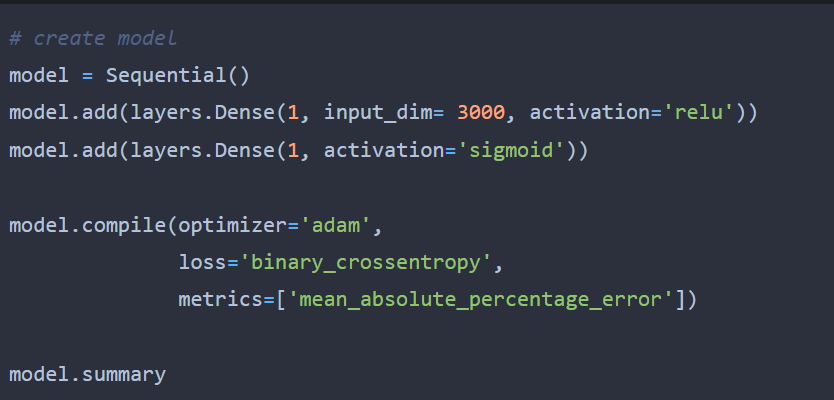 # create model
model = Sequential()
model.add(layers.Dense(1, input_dim= 3000, activation='relu'))
model.add(layers.Dense(1, activation='sigmoid'))
model.compile(optimizer='adam',
loss='binary_crossentropy',
metrics=['mean_absolute_percentage_error'])
model.summary